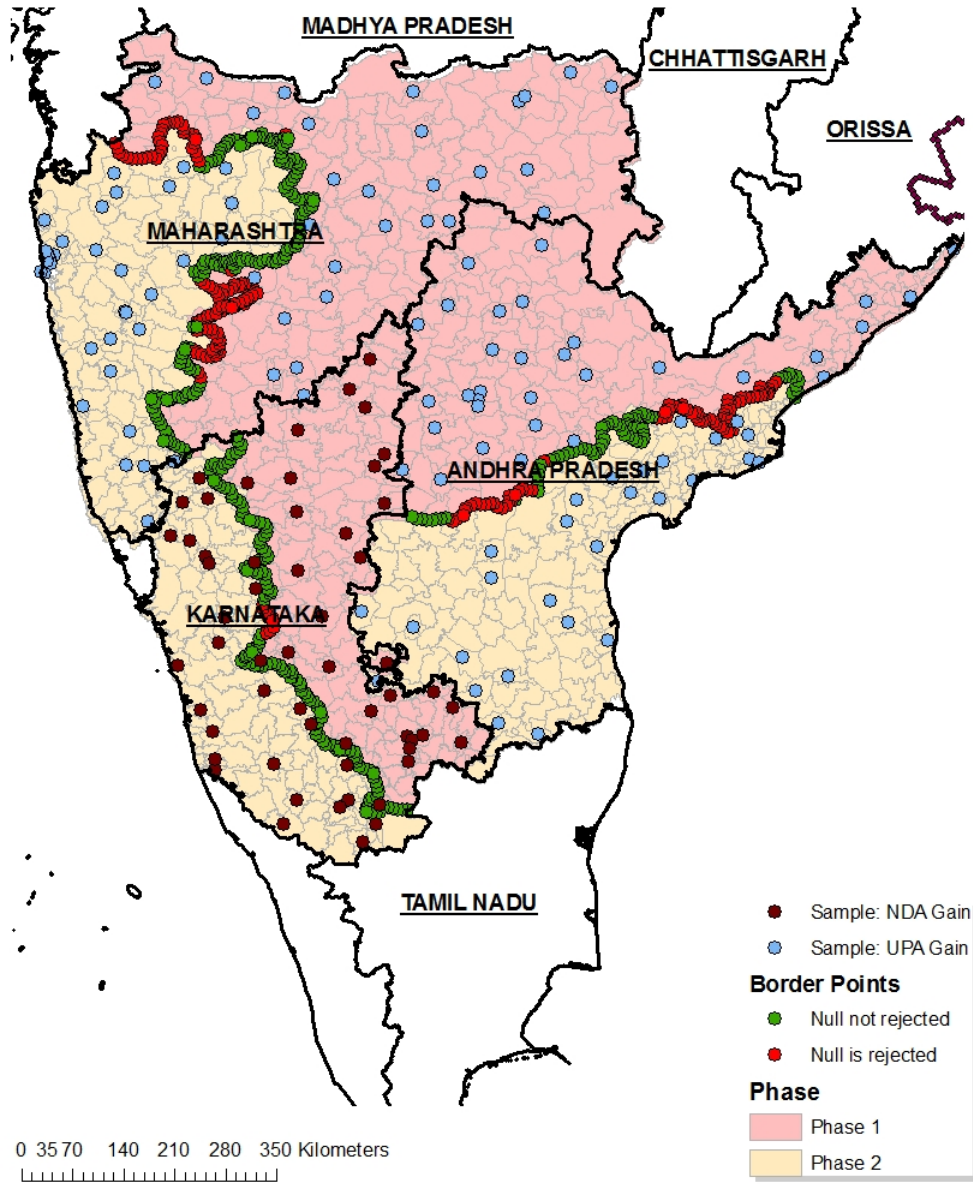 MADHYA PRADESH
CHHATTISGARH
ORISSA
MAHARASHTRA
ANDHRA PRADESH
KARNATAKA
TAMIL NADU
Sample: NDA Gain
Sample: UPA Gain
Border Points
Null not rejected
Null is rejected
Phase
Phase 1
Phase 2
0 35 70 140 210 280 350 Kilometers